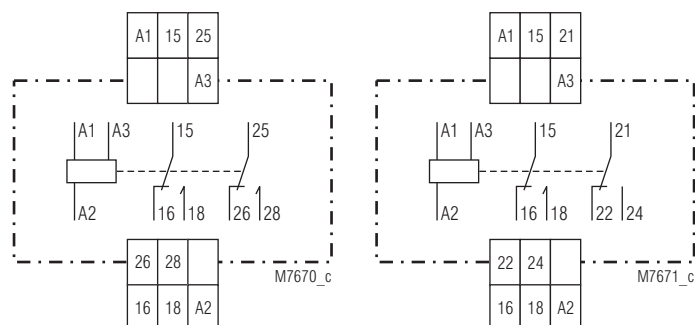 A1 15 25
A3
A1 A3 15 25
A2 16 18 26 28
26 28
M7670_c
16 18 A2
A1 15 21
A3
A1 A3 15 21
A2 16 18 22 24
22 24
M7671_c
16 18 A2